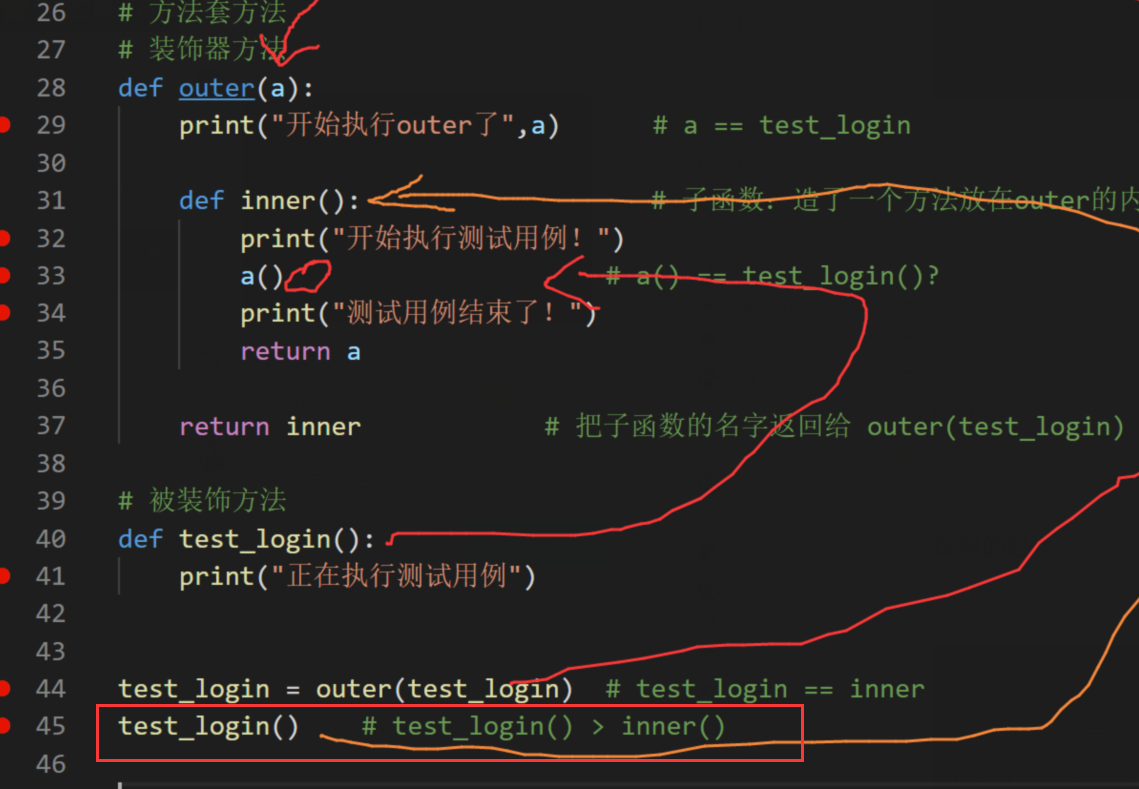 26 # 方法套方法
27 # 装饰器方法
28 def outer(a):
29 print("开始执行outer了",a) # a == test_login
30
31 def inner(): # 子函数: 造了一个方法放在outer的内
32 print("开始执行测试用例! ")
33 a() # a() == test_login()?
34 print("测试用例结束了! ")
35 return a
36
37 return inner # 把子函数的名字返回给 outer(test_login)
38
39 # 被装饰方法
40 def test_login():
41 print("正在执行测试用例")
42
43
44 test_login = outer(test_login) # test_login == inner
45 test_login() # test_login() > inner()
46